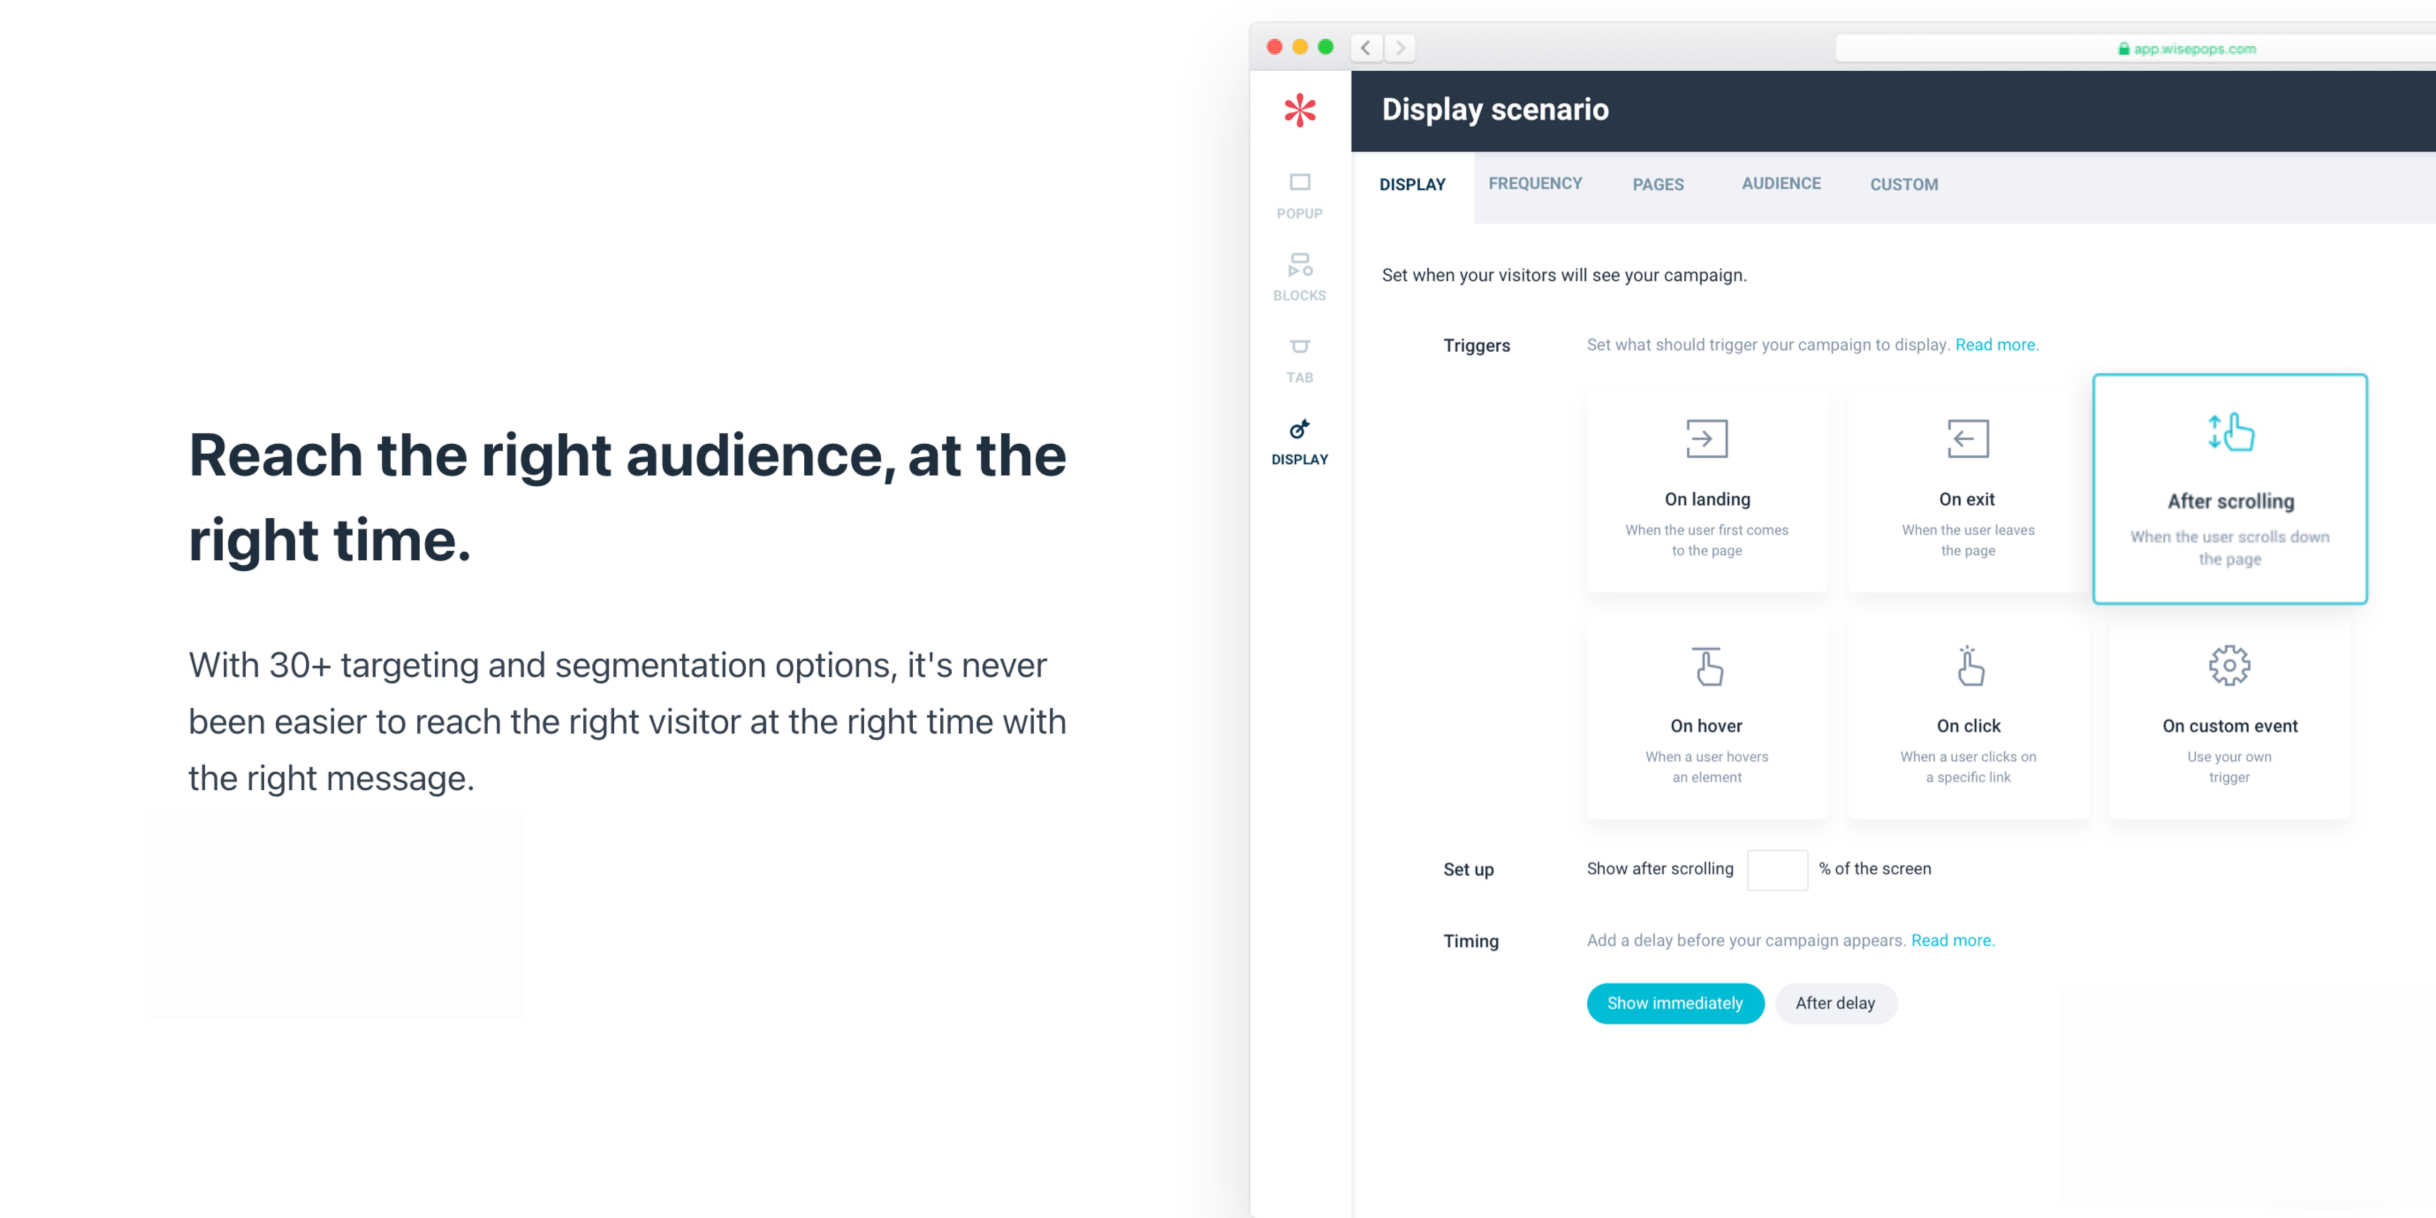 Reach the right audience, at the
right time.
With 30+ targeting and segmentation options, it's never
been easier to reach the right visitor at the right time with
the right message.
app.wisepops.com
Display scenario
POPUP
BLOCKS
TAB
DISPLAY
DISPLAY FREQUENCY PAGES AUDIENCE CUSTOM
Set when your visitors will see your campaign.
Triggers Set what should trigger your campaign to display. Read more.
On landing
When the user first comes
to the page
On exit
When the user leaves
the page
After scrolling
When the user scrolls down
the page
On hover
When a user hovers
an element
On click
When a user clicks on
a specific link
On custom event
Use your own
trigger
Set up Show after scrolling % of the screen
Timing Add a delay before your campaign appears. Read more.
Show immediately After delay